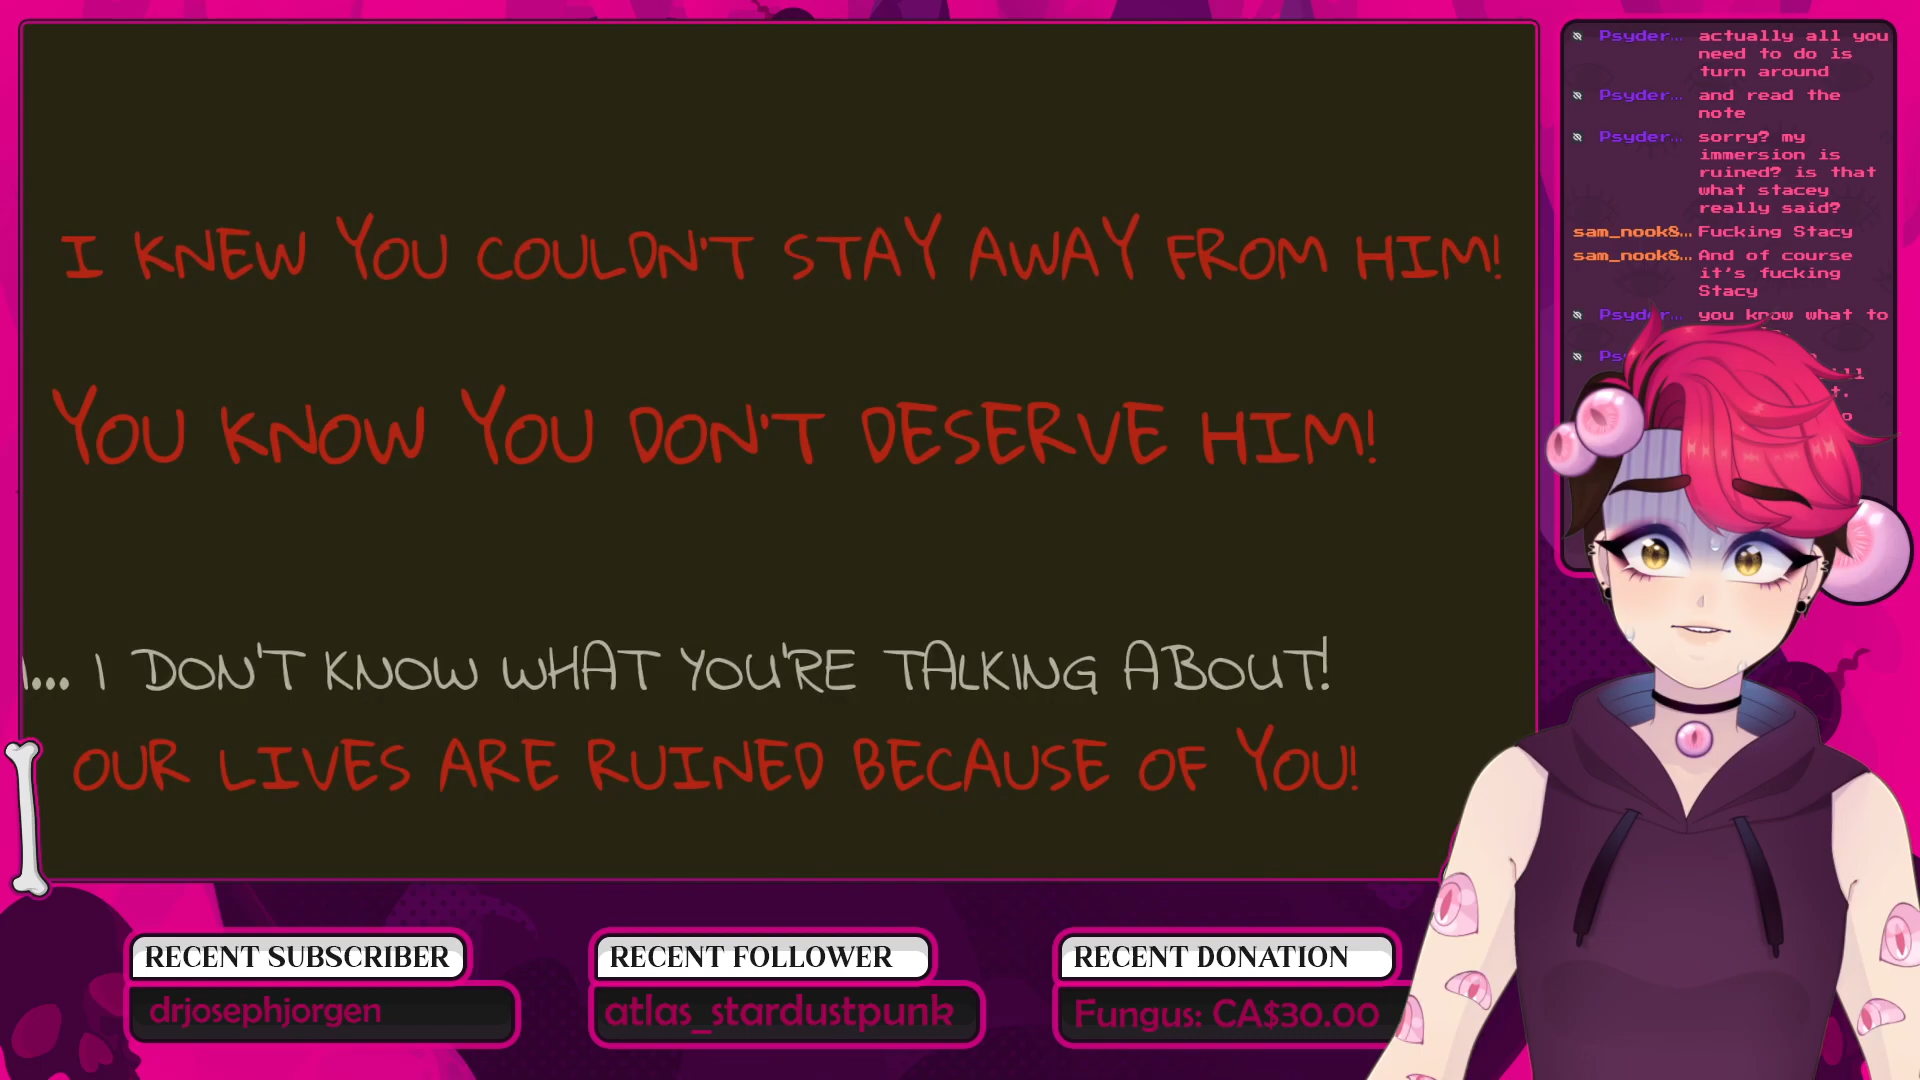 I KNEW YOU COULDN'T STAY AWAY FROM HIM!
YOU KNOW YOU DON'T DESERVE HIM!
I... I DON'T KNOW WHAT YOU'RE TALKING ABOUT!
OUR LIVES ARE RUINED BECAUSE OF YOU!
Psyder... actually all you
need to do is
turn around
Psyder... and read the
note
Psyder... sorry? my
immersion is
ruined? is that
what stacey
really said?
sam_nook&... Fucking Stacy
sam_nook&... And of course
it's fucking
Stacy
Psyder... you know what to
RECENT SUBSCRIBER
drjosephjorgen
RECENT FOLLOWER
atlas_stardustpunk
RECENT DONATION
Fungus: CA$30.00